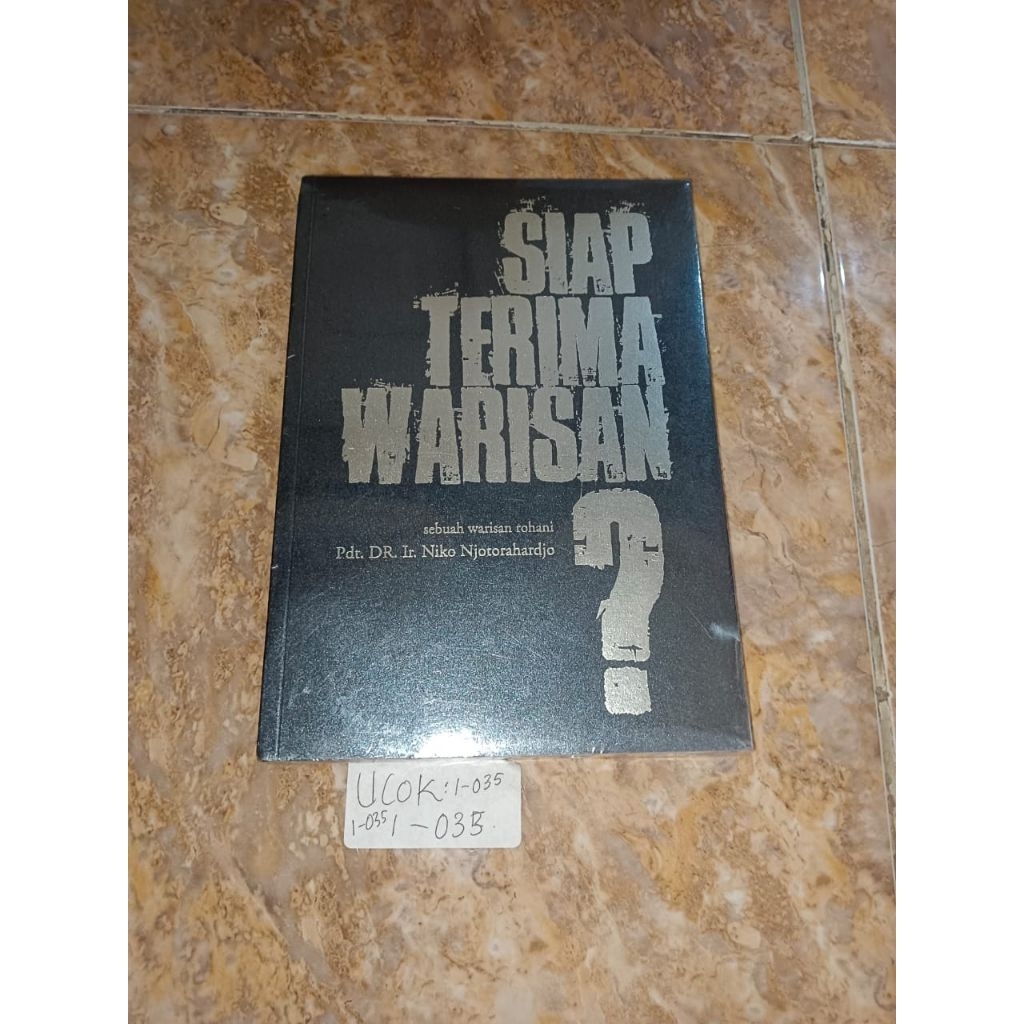 SIAP
TERIMA
WARISAN
?
sebuah warisan rohani
Pdt. DR. Ir. Niko Njotorahardjo
UCOK: 1-035
1-035 1-035